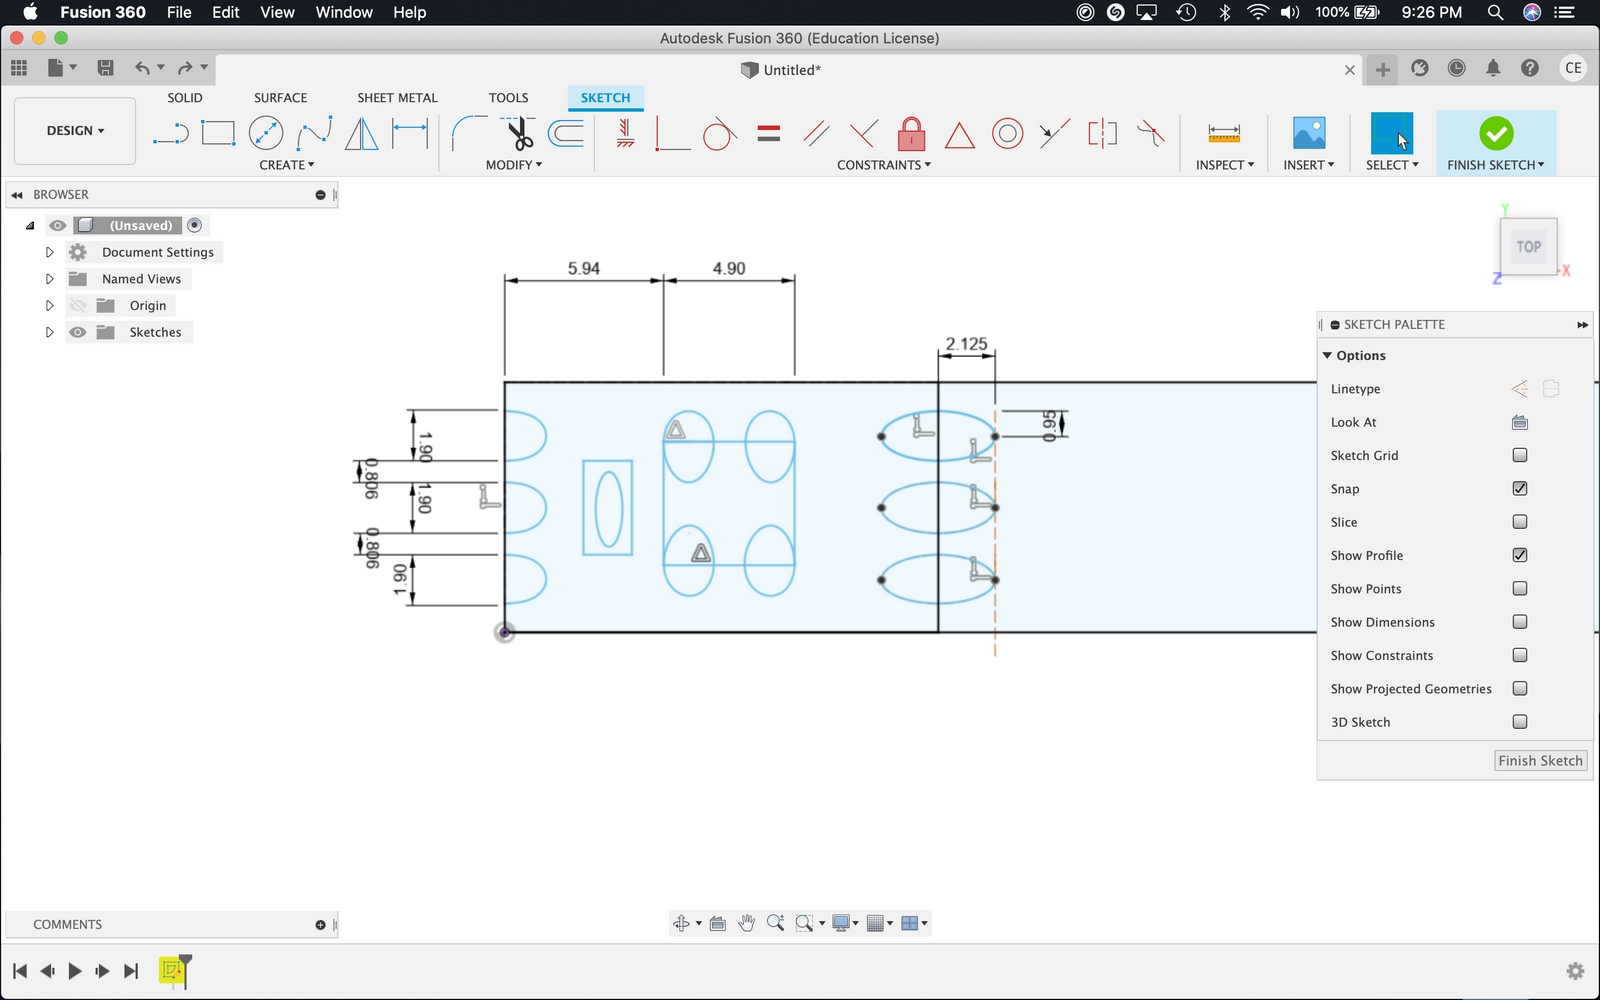 Fusion 360 File Edit View Window Help 100% 9:26 PM
Autodesk Fusion 360 (Education License)
Untitled* CE
SOLID SURFACE SHEET METAL TOOLS SKETCH
DESIGN
CREATE MODIFY CONSTRAINTS INSPECT INSERT SELECT FINISH SKETCH
BROWSER
(Unsaved)
Document Settings
Named Views
Origin
Sketches
Y
TOP
X
Z
5.94 4.90
2.125
0.95
1.90
0.806
1.90
0.806
1.90
SKETCH PALETTE
Options
Linetype
Look At
Sketch Grid
Snap
Slice
Show Profile
Show Points
Show Dimensions
Show Constraints
Show Projected Geometries
3D Sketch
Finish Sketch
COMMENTS